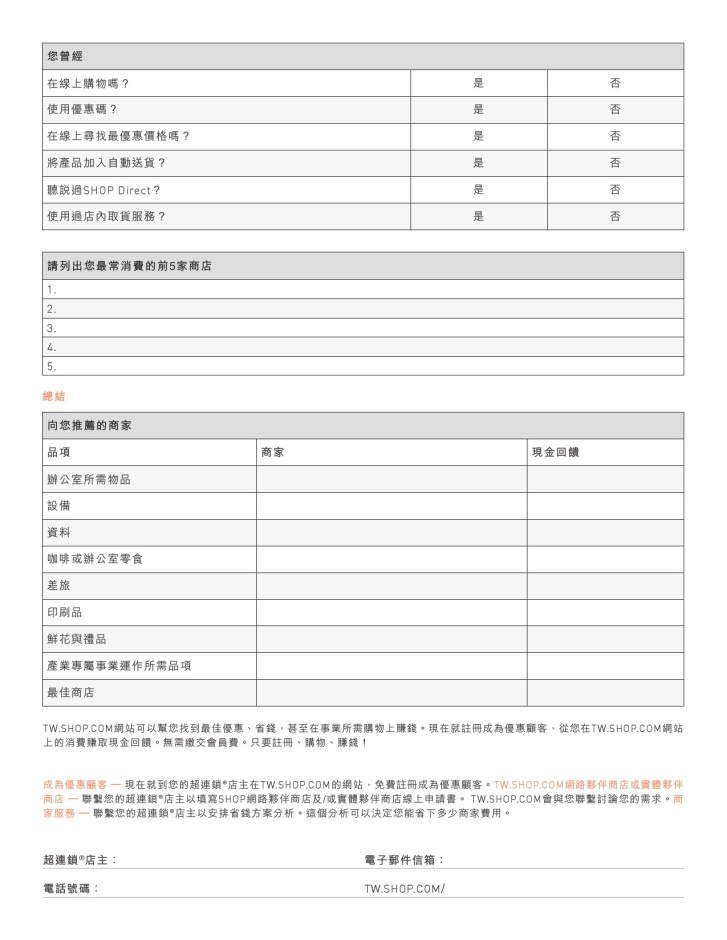 您曾經
在線上購物嗎？ 是 否
使用優惠碼？ 是 否
在線上尋找最優惠價格嗎？ 是 否
將產品加入自動送貨？ 是 否
聽説過SHOP Direct？ 是 否
使用過店內取貨服務？ 是 否
請列出您最常消費的前5家商店
1.
2.
3.
4.
5.
總結
向您推薦的商家
品項 商家 現金回饋
辦公室所需物品
設備
資料
咖啡或辦公室零食
差旅
印刷品
鮮花與禮品
產業專屬事業運作所需品項
最佳商店
TW.SHOP.COM網站可以幫您找到最佳優惠、省錢，甚至在事業所需購物上賺錢。現在就註冊成為優惠顧客，從您在TW.SHOP.COM網站
上的消費賺取現金回饋。無需繳交會員費。只要註冊、購物、賺錢！
成為優惠顧客 — 現在就到您的超連鎖®店主在TW.SHOP.COM的網站，免費註冊成為優惠顧客。TW.SHOP.COM網路夥伴商店或實體夥伴
商店 — 聯繫您的超連鎖®店主以填寫SHOP網路夥伴商店及/或實體夥伴商店線上申請書。 TW.SHOP.COM會與您聯繫討論您的需求。商
家服務 — 聯繫您的超連鎖®店主以安排省錢方案分析。這個分析可以決定您能省下多少商家費用。
超連鎖®店主： 電子郵件信箱：
電話號碼： TW.SHOP.COM/